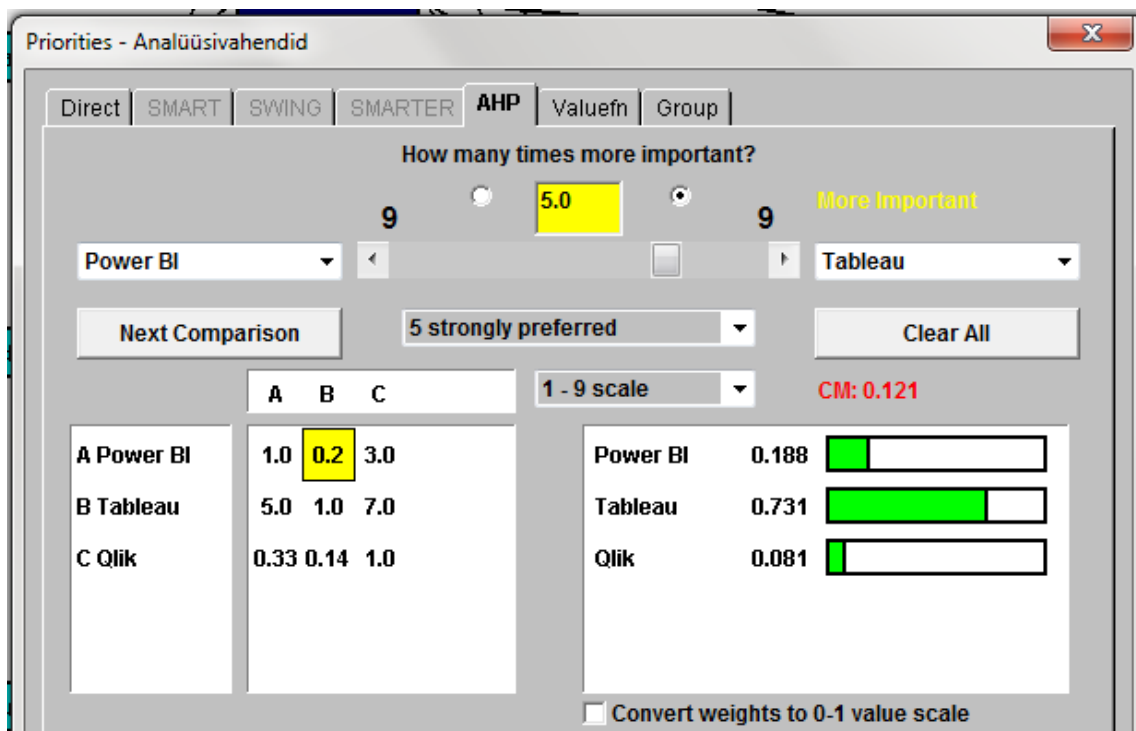 Priorities - Analüüsivahendid
Direct SMART SWING SMARTER AHP Valuefn Group
How many times more important?
9 5.0 9 More Important
Power BI Tableau
Next Comparison 5 strongly preferred Clear All
A B C 1 - 9 scale CM: 0.121
A Power BI 1.0 0.2 3.0 Power BI 0.188
B Tableau 5.0 1.0 7.0 Tableau 0.731
C Qlik 0.33 0.14 1.0 Qlik 0.081
Convert weights to 0-1 value scale